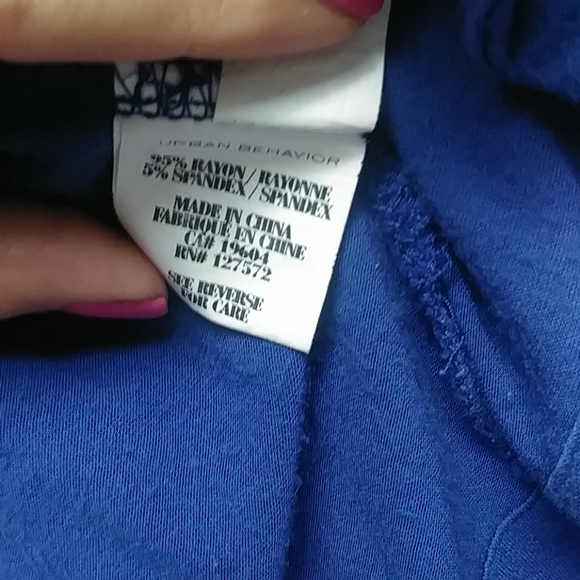 URBAN BEHAVIOR
95% RAYON/RAYONNE
5% SPANDEX/SPANDEX
MADE IN CHINA
FABRIQUÉ EN CHINE
CA# 19604
RN# 127572
SEE REVERSE
FOR CARE